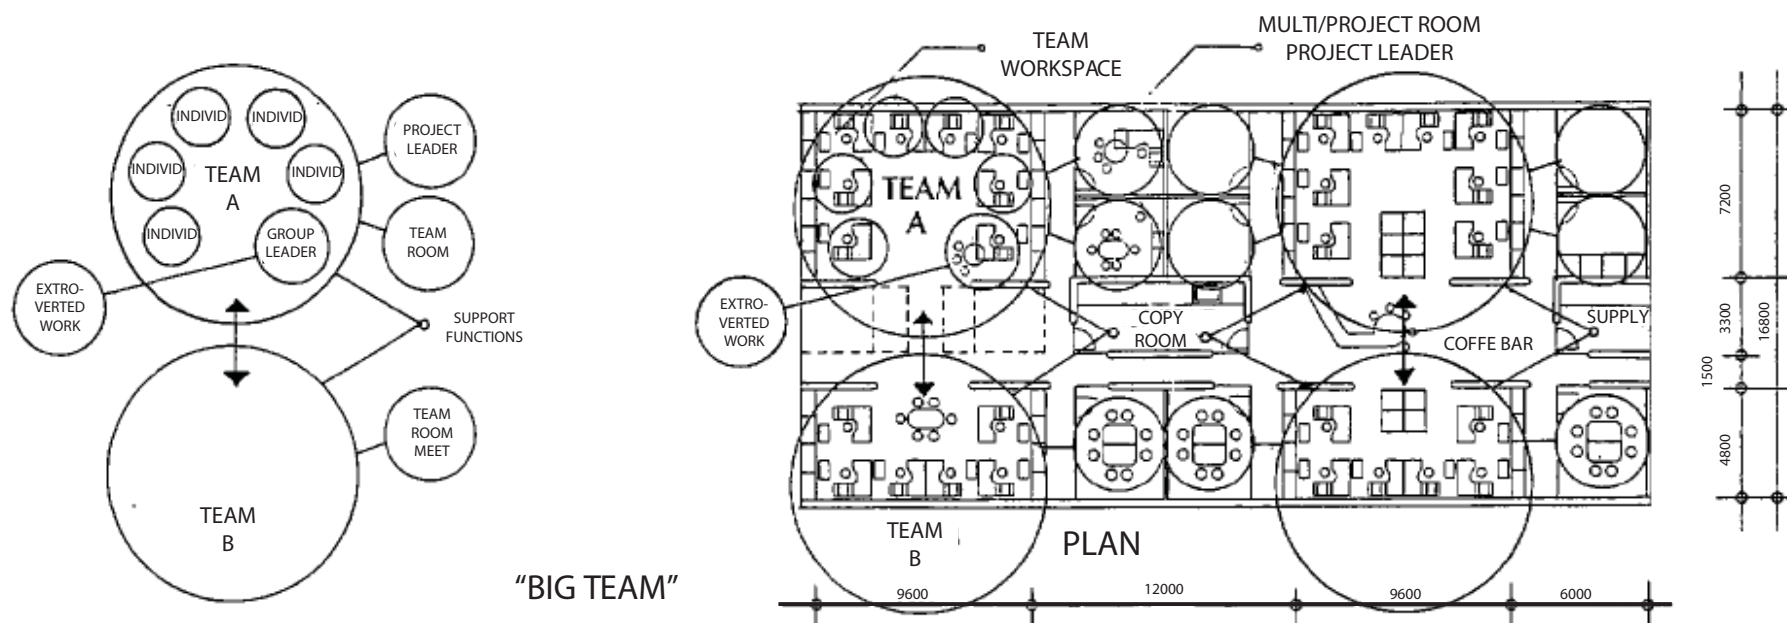 INDIVID
INDIVID
INDIVID
INDIVID
INDIVID
TEAM
A
GROUP
LEADER
PROJECT
LEADER
TEAM
ROOM
EXTRO-
VERTED
WORK
SUPPORT
FUNCTIONS
TEAM
ROOM
MEET
TEAM
B
"BIG TEAM"
TEAM
WORKSPACE
MULTI/PROJECT ROOM
PROJECT LEADER
TEAM
A
EXTRO-
VERTED
WORK
COPY
ROOM
COFFE BAR
SUPPLY
TEAM
B
PLAN
9600
12000
9600
6000
7200
3300
1500
4800
16800